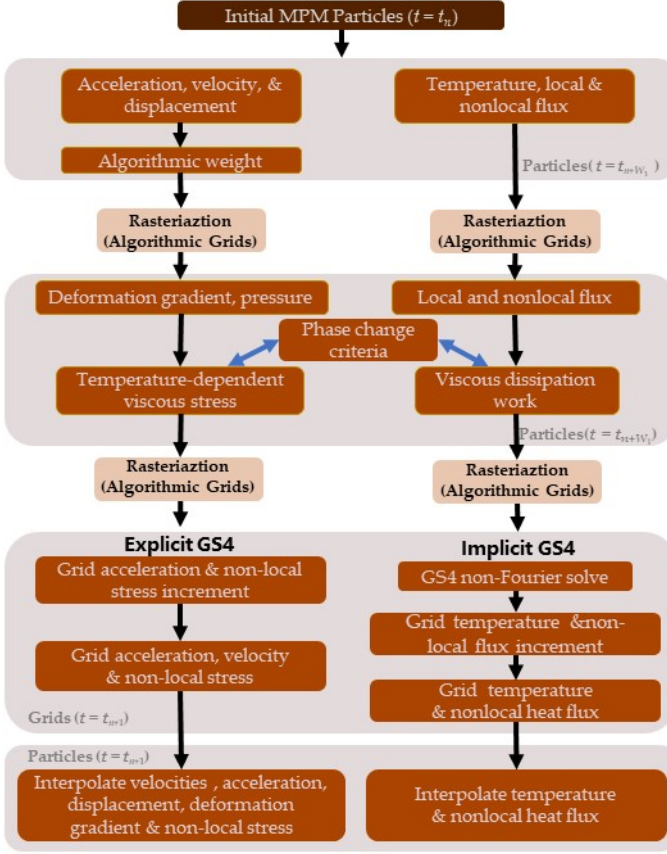 Initial MPM Particles (t = tn)
Acceleration, velocity, &
displacement
Temperature, local &
nonlocal flux
Algorithmic weight
Particles(t = tn+W1)
Rasteriaztion
(Algorithmic Grids)
Rasteriaztion
(Algorithmic Grids)
Deformation gradient, pressure
Local and nonlocal flux
Phase change
criteria
Temperature-dependent
viscous stress
Viscous dissipation
work
Particles(t = tn+W1)
Rasteriaztion
(Algorithmic Grids)
Rasteriaztion
(Algorithmic Grids)
Explicit GS4
Implicit GS4
Grid acceleration & non-local
stress increment
GS4 non-Fourier solve
Grid temperature &non-
local flux increment
Grid acceleration, velocity
& non-local stress
Grid temperature
& nonlocal heat flux
Grids (t = tn+1)
Particles (t = tn+1)
Interpolate velocities , acceleration,
displacement, deformation
gradient & non-local stress
Interpolate temperature
& nonlocal heat flux